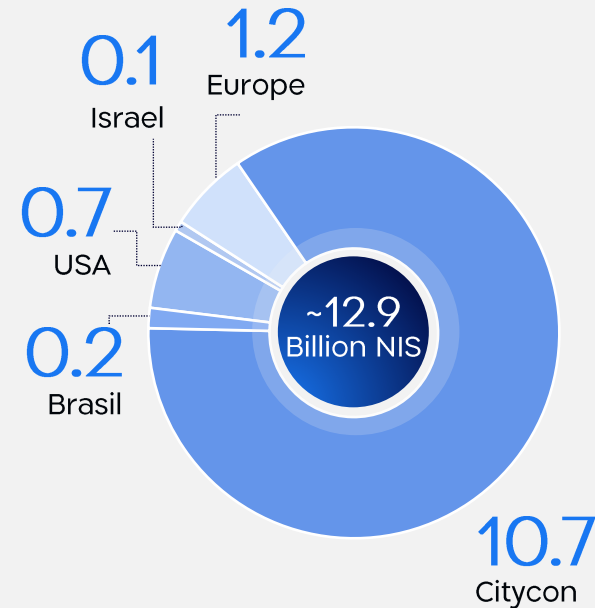 1.2
Europe
0.1
Israel
0.7
USA
~12.9
Billion NIS
0.2
Brasil
10.7
Citycon